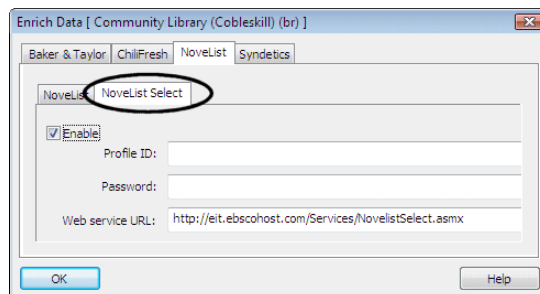 Enrich Data [ Community Library (Cobleskill) (br) ]
Baker & Taylor ChiliFresh NoveList Syndetics
NoveList NoveList Select
Enable
Profile ID:
Password:
Web service URL: http://eit.ebscohost.com/Services/NovelistSelect.asmx
OK Help